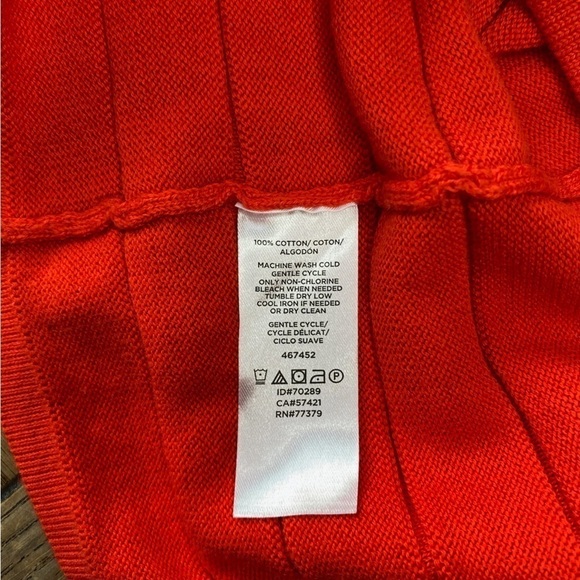 100% COTTON/ COTON/
ALGODÓN
MACHINE WASH COLD
GENTLE CYCLE
ONLY NON-CHLORINE
BLEACH WHEN NEEDED
TUMBLE DRY LOW
COOL IRON IF NEEDED
OR DRY CLEAN
GENTLE CYCLE/
CYCLE DÉLICAT/
CICLO SUAVE
467452
P
ID#70289
CA#57421
RN#77379